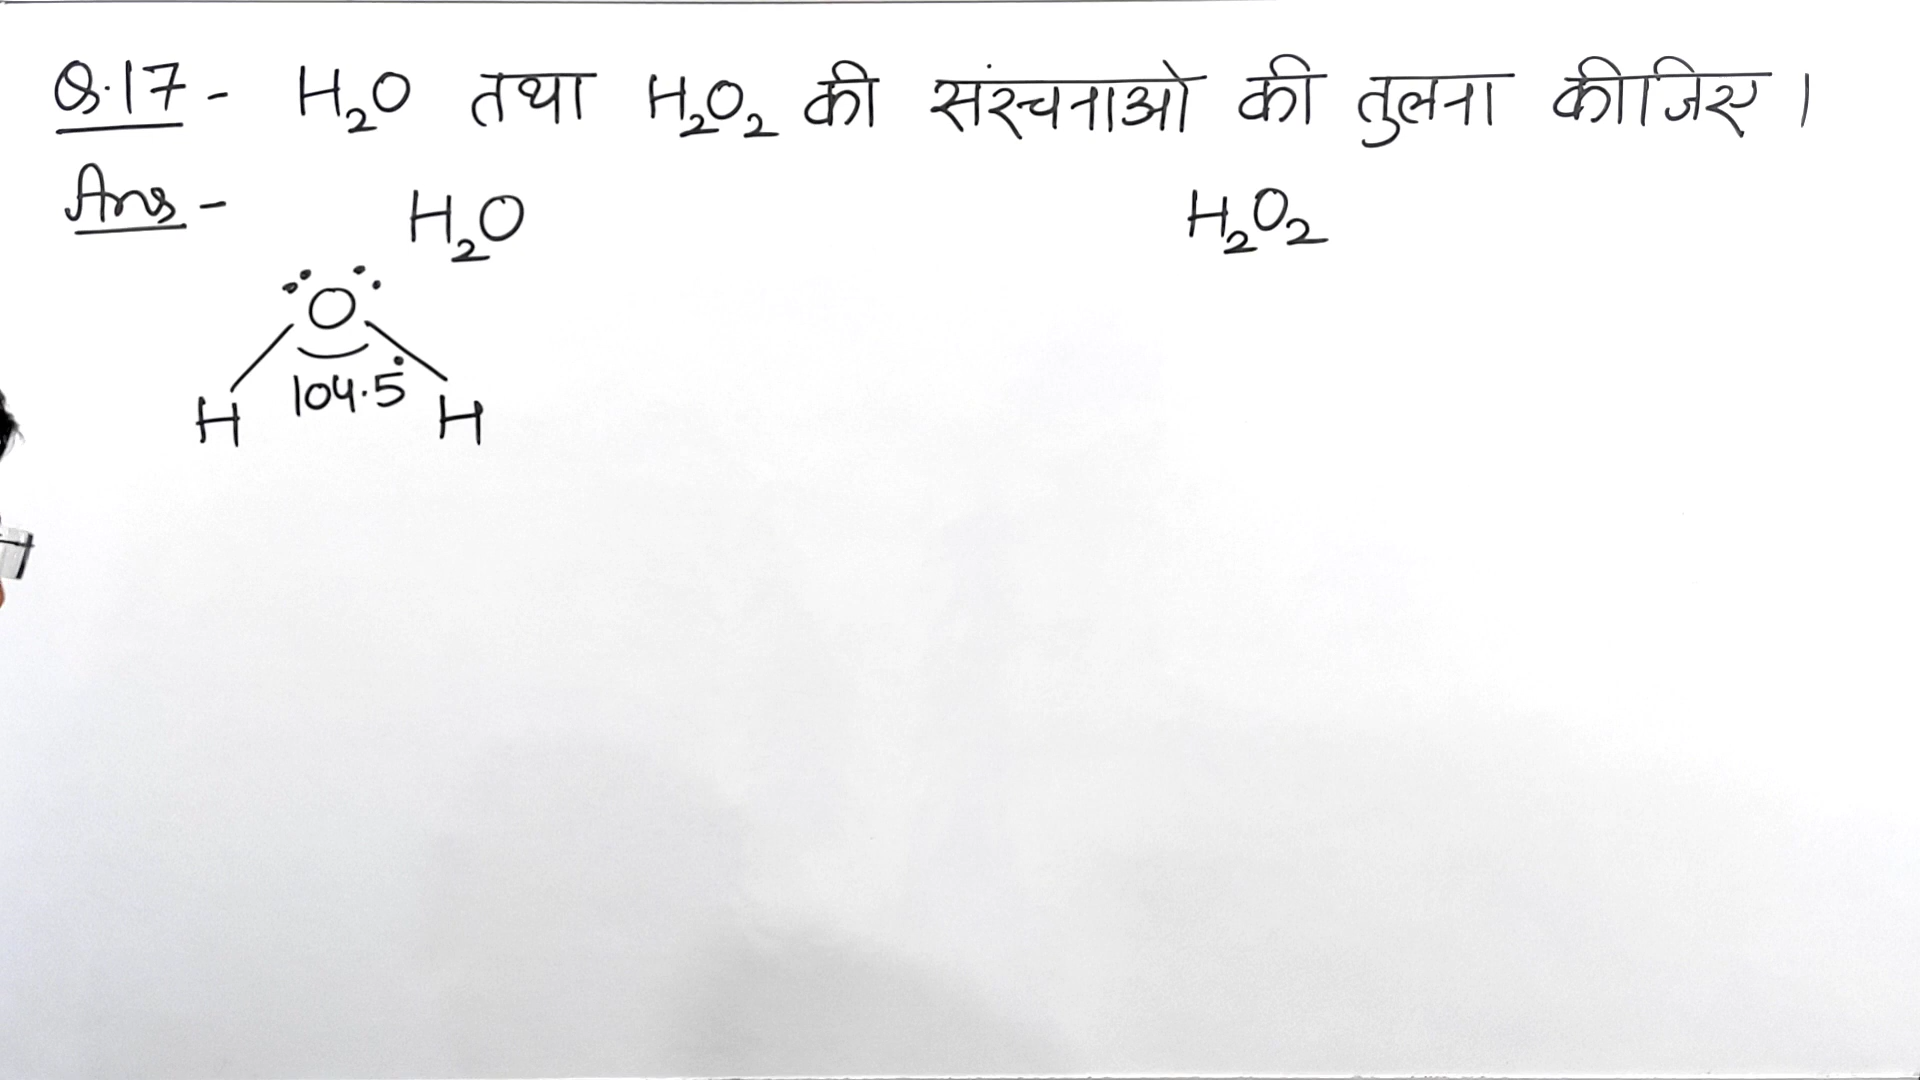 Q.17- H₂O तथा H₂O₂ की संरचनाओ की तुलना कीजिए ।
Ans - H₂O H₂O₂
O
104.5°
H H